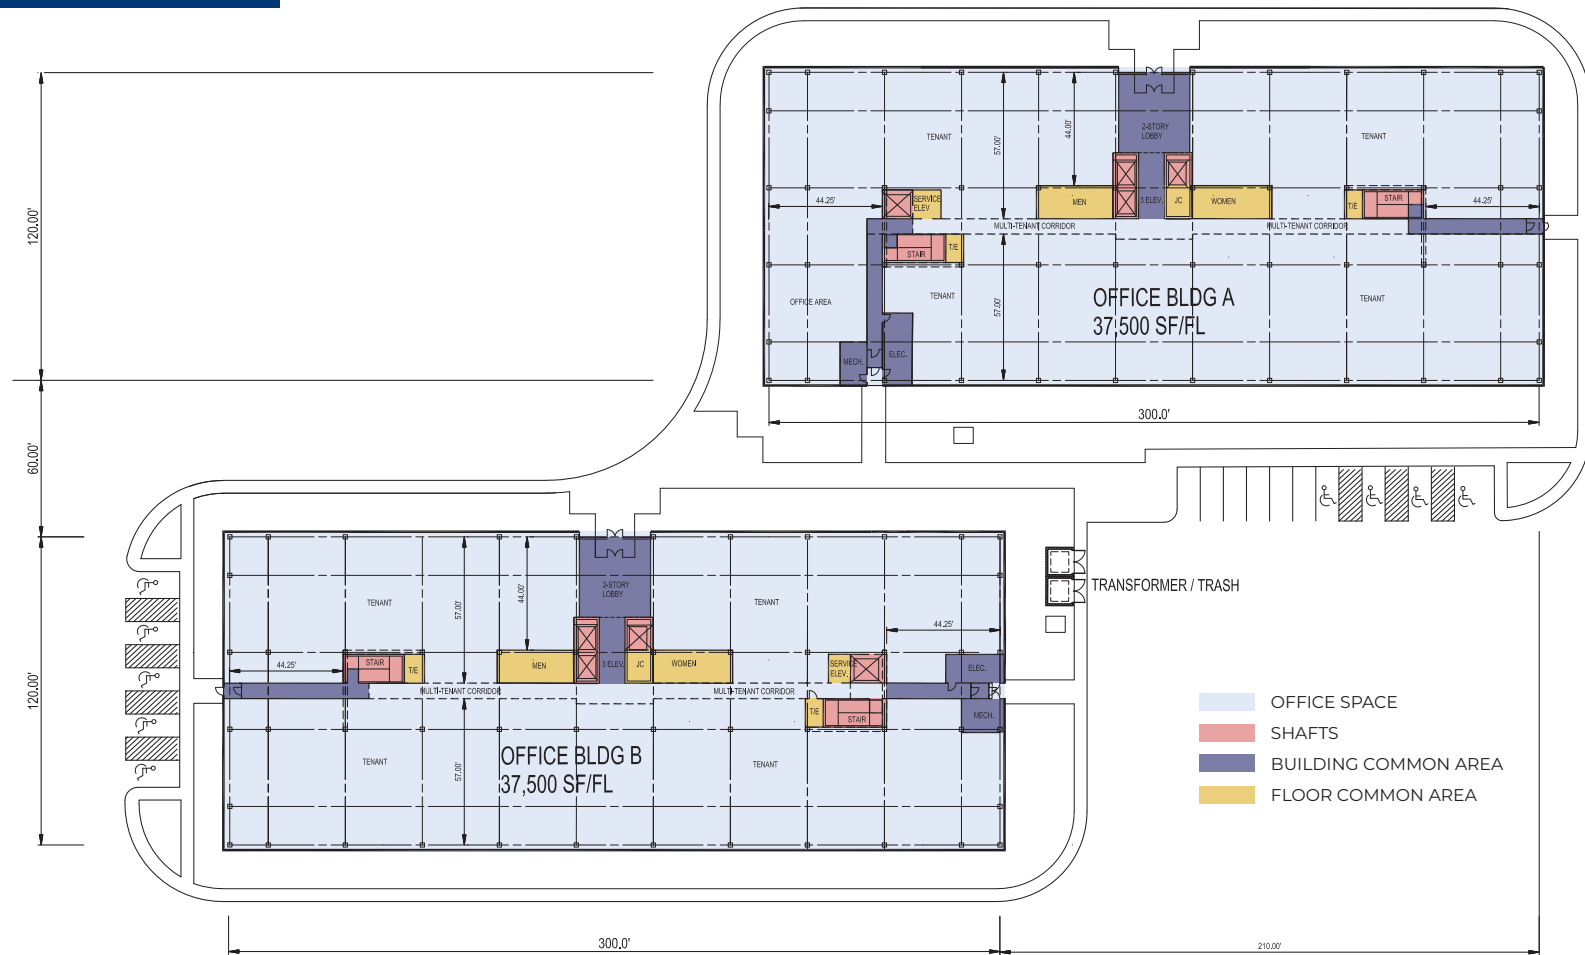 120.00'
60.00'
120.00'
TENANT
57.00'
44.00'
2-STORY
LOBBY
TENANT
44.25'
SERVICE
ELEV
MEN
3 ELEV.
JC
WOMEN
T/E
STAIR
44.25'
MULTI-TENANT CORRIDOR
MULTI-TENANT CORRIDOR
STAIR
T/E
OFFICE AREA
TENANT
57.00'
OFFICE BLDG A
37,500 SF/FL
TENANT
MECH.
ELEC.
300.0'
TENANT
57.00'
44.00'
2-STORY
LOBBY
TENANT
44.25'
44.25'
STAIR
T/E
MEN
3 ELEV.
JC
WOMEN
SERVICE
ELEV.
ELEC.
MULTI-TENANT CORRIDOR
MULTI-TENANT CORRIDOR
T/E
STAIR
MECH.
TENANT
57.00'
OFFICE BLDG B
37,500 SF/FL
TENANT
TRANSFORMER / TRASH
OFFICE SPACE
SHAFTS
BUILDING COMMON AREA
FLOOR COMMON AREA
300.0'
210.00'